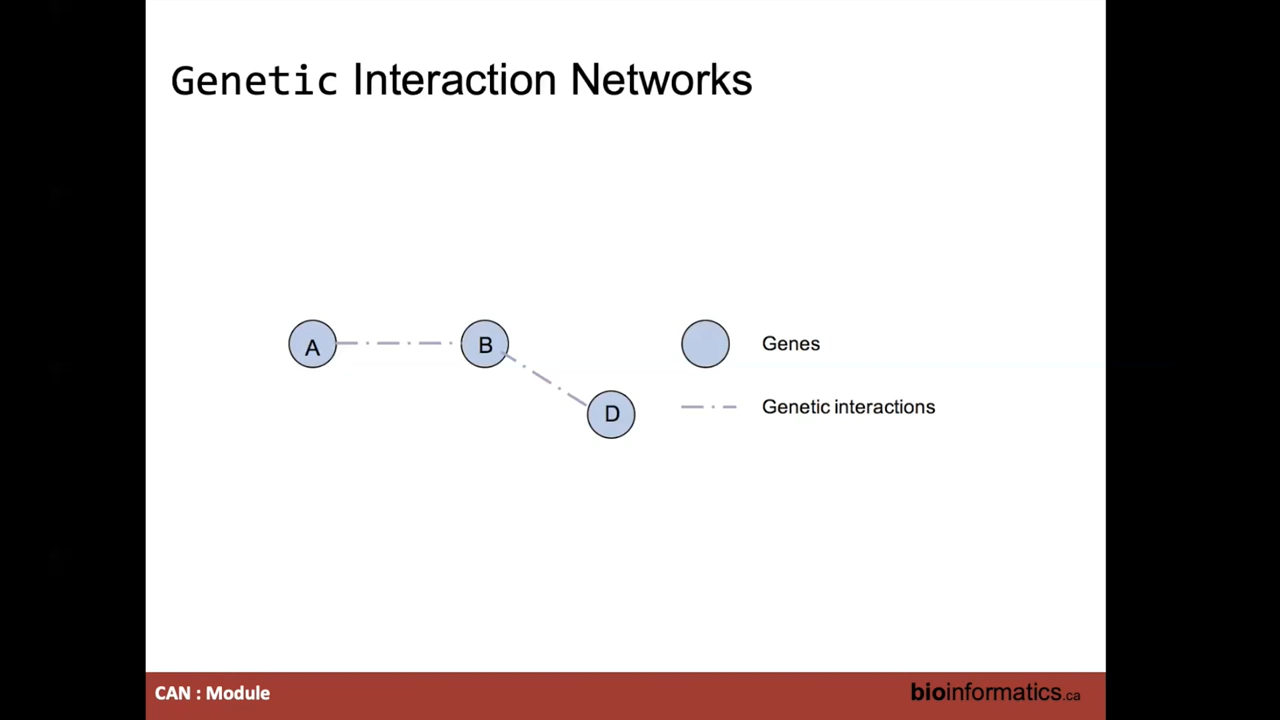 Genetic Interaction Networks
A
B
D
Genes
Genetic interactions
CAN : Module
bioinformatics.ca